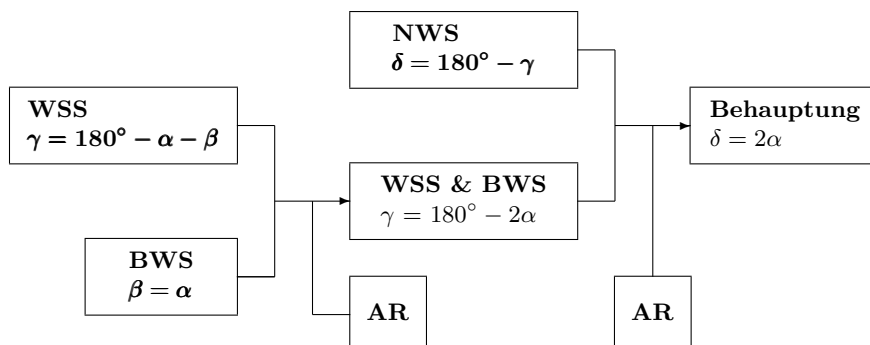 NWS
δ = 180° − γ
WSS
γ = 180° − α − β
Behauptung
δ = 2α
WSS & BWS
γ = 180° − 2α
BWS
β = α
AR
AR